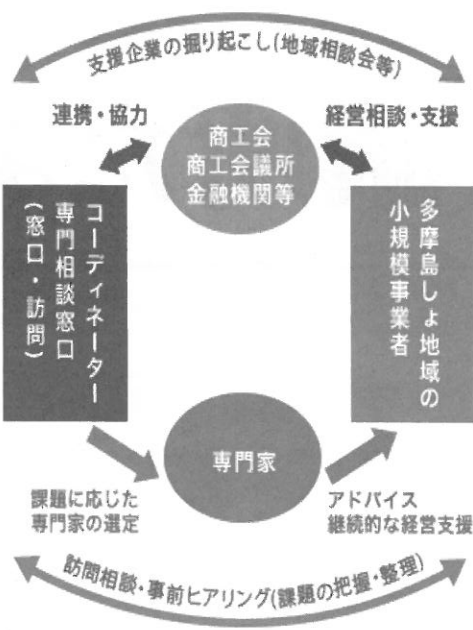 支援企業の掘り起こし(地域相談会等)
連携・協力
経営相談・支援
商工会
商工会議所
金融機関等
コーディネーター
専門相談窓口
(窓口・訪問)
多摩島しょ地域の
小規模事業者
専門家
課題に応じた
専門家の選定
アドバイス
継続的な経営支援
訪問相談・事前ヒアリング(課題の把握・整理)